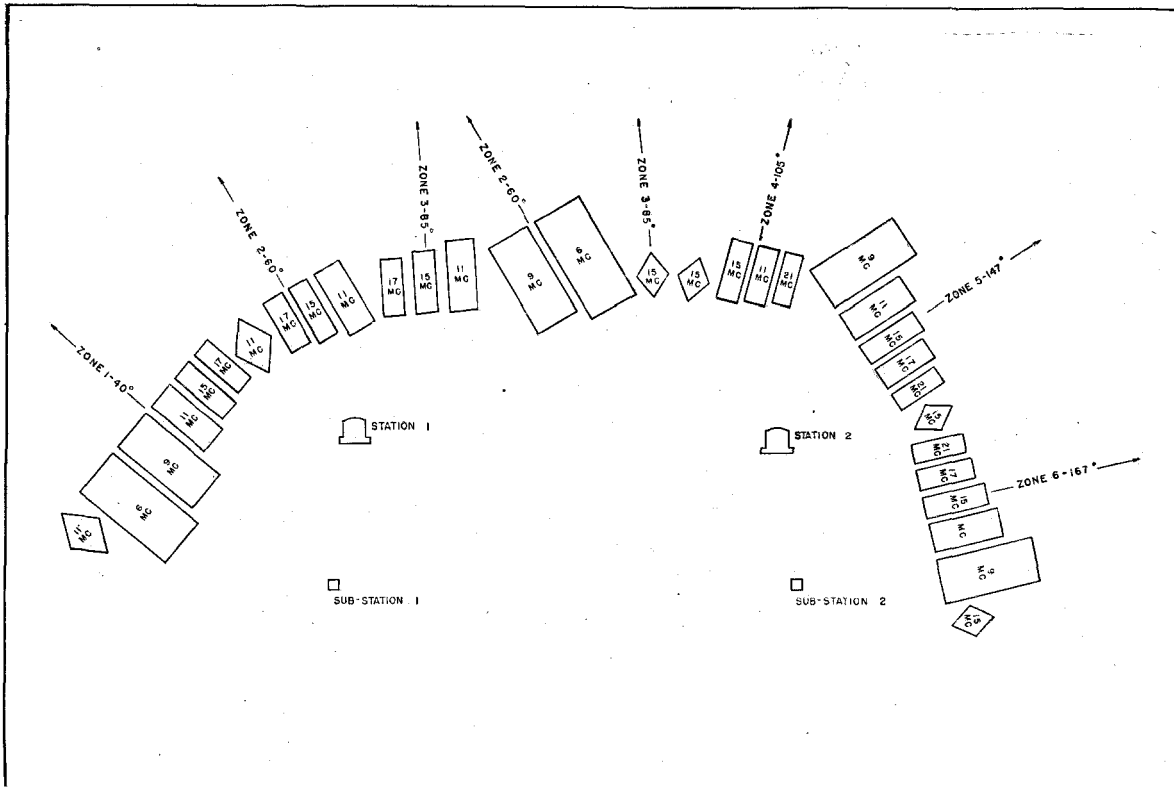 ZONE 1-40°
ZONE 2-60°
ZONE 3-85°
ZONE 2-60°
ZONE 3-85°
ZONE 4-105°
ZONE 5-147°
ZONE 6-167°
11
MC
6
MC
9
MC
11
MC
15
MC
17
MC
11
MC
17
MC
15
MC
11
MC
17
MC
15
MC
11
MC
9
MC
6
MC
15
MC
15
MC
15
MC
11
MC
21
MC
9
MC
11
MC
15
MC
17
MC
21
MC
15
MC
21
MC
17
MC
15
MC
MC
9
MC
15
MC
STATION 1
STATION 2
SUB-STATION 1
SUB-STATION 2